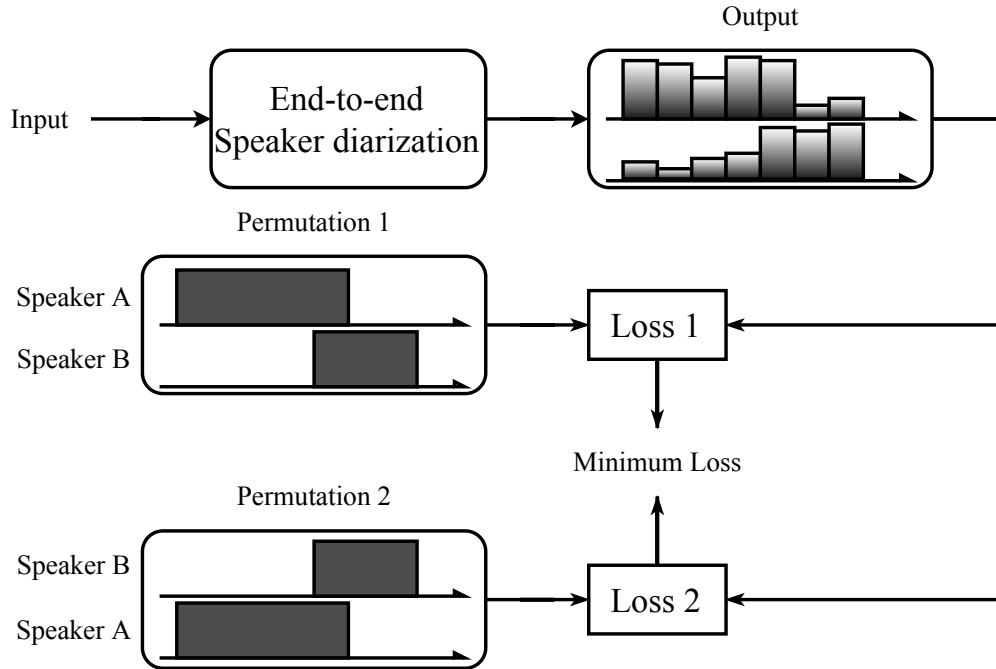 Output
Input
End-to-end
Speaker diarization
Permutation 1
Speaker A
Speaker B
Loss 1
Minimum Loss
Permutation 2
Speaker B
Speaker A
Loss 2